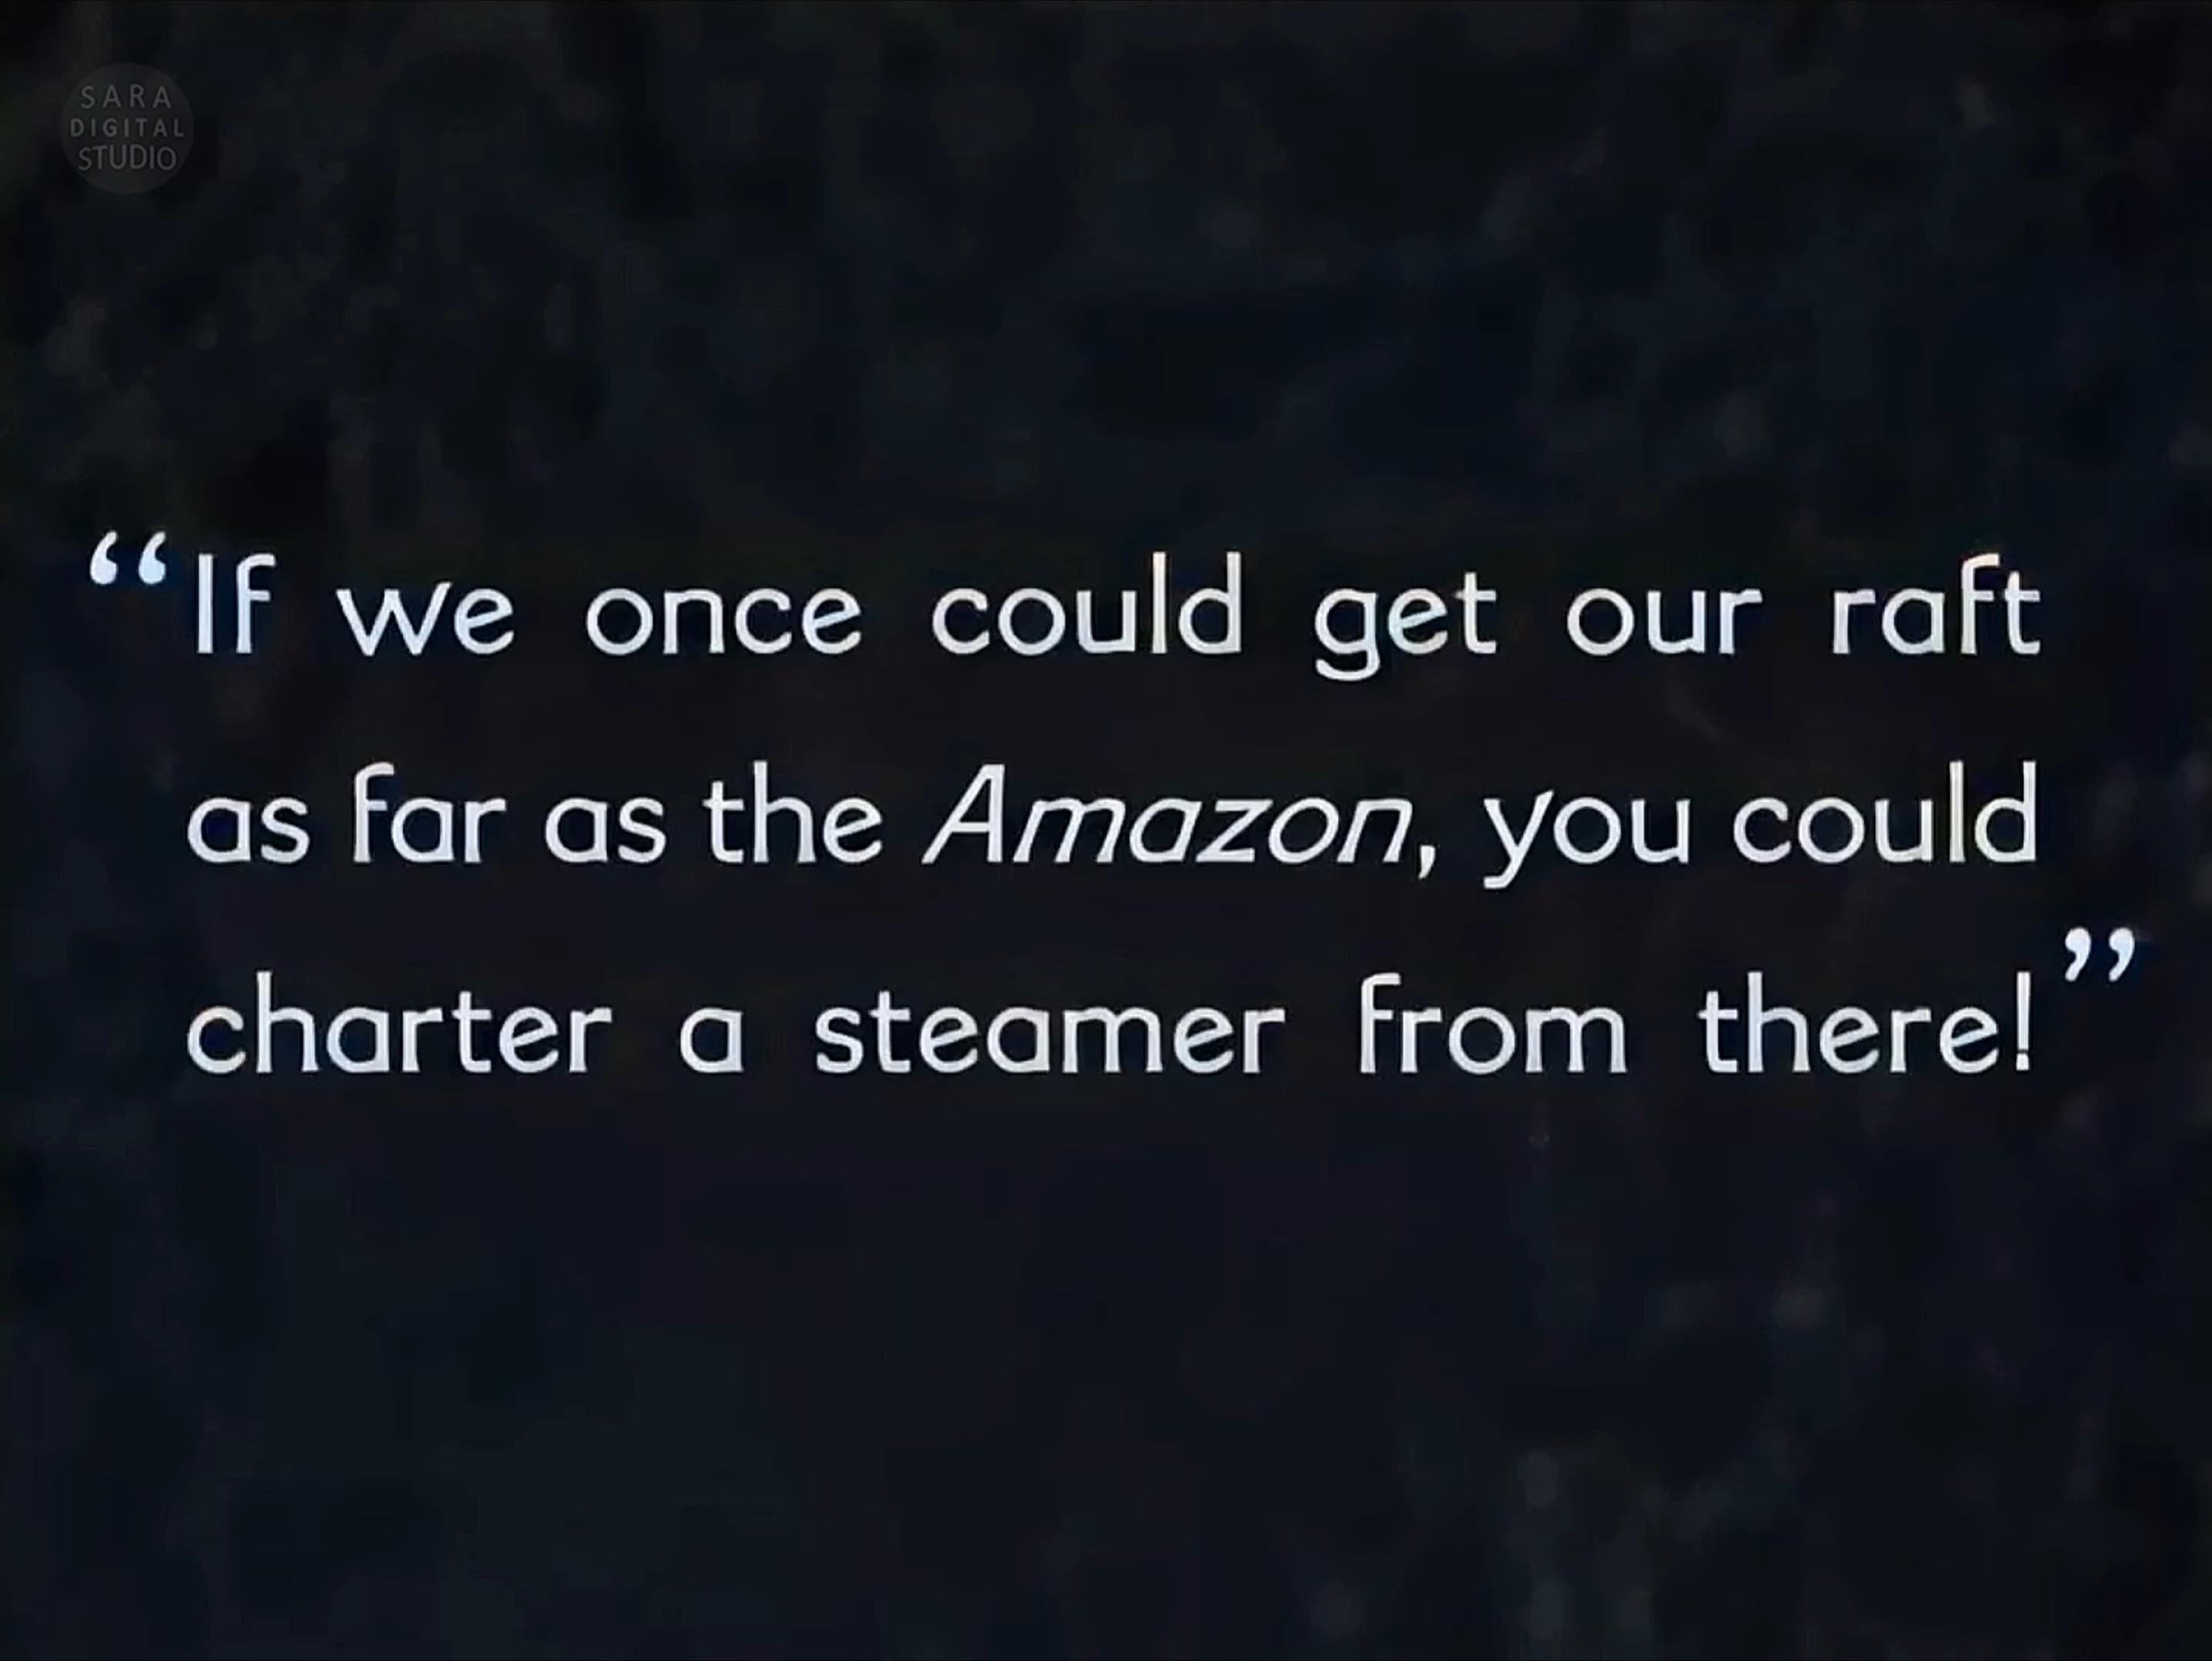 SARA
DIGITAL
STUDIO
“If we once could get our raft
as far as the Amazon, you could
charter a steamer from there!”